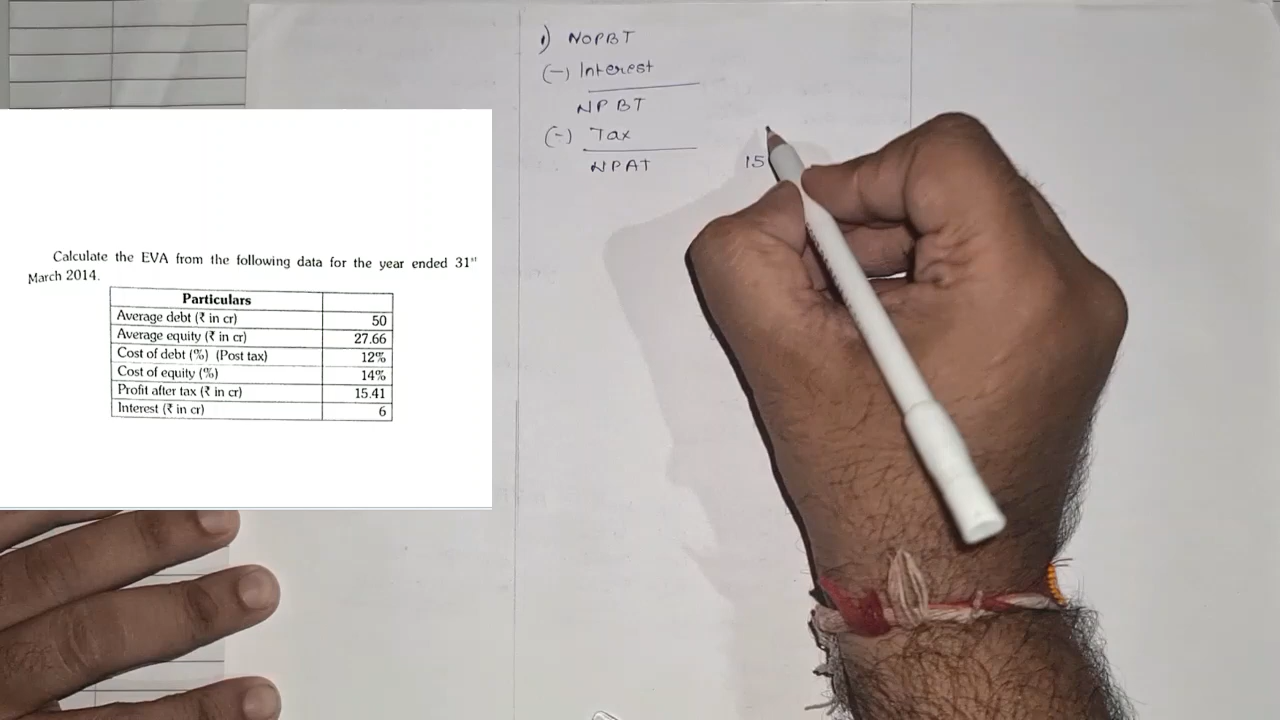 1) NOPBT
(-) Interest
NPBT
(-) Tax
NPAT 15
Calculate the EVA from the following data for the year ended 31st
March 2014.
Particulars
Average debt (₹ in cr) 50
Average equity (₹ in cr) 27.66
Cost of debt (%) (Post tax) 12%
Cost of equity (%) 14%
Profit after tax (₹ in cr) 15.41
Interest (₹ in cr) 6